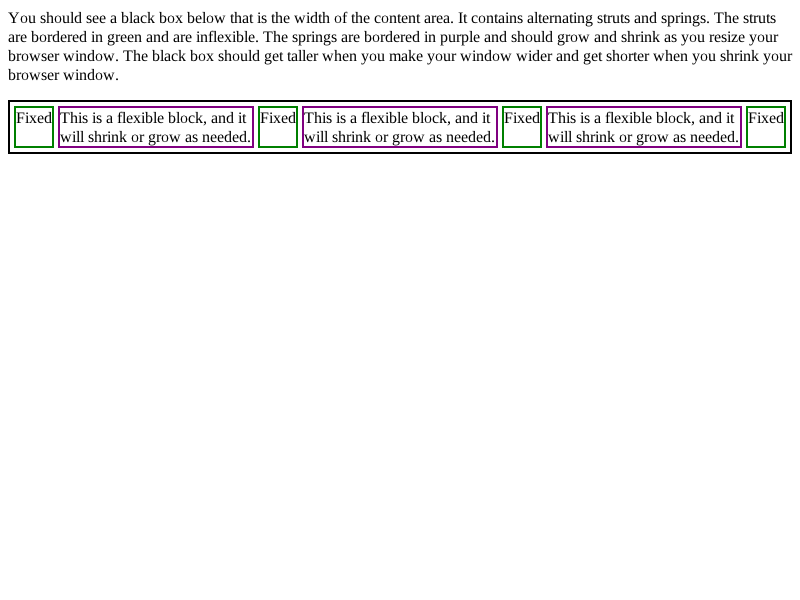 You should see a black box below that is the width of the content area. It contains alternating struts and springs. The struts
are bordered in green and are inflexible. The springs are bordered in purple and should grow and shrink as you resize your
browser window. The black box should get taller when you make your window wider and get shorter when you shrink your
browser window.
Fixed
This is a flexible block, and it
will shrink or grow as needed.
Fixed
This is a flexible block, and it
will shrink or grow as needed.
Fixed
This is a flexible block, and it
will shrink or grow as needed.
Fixed